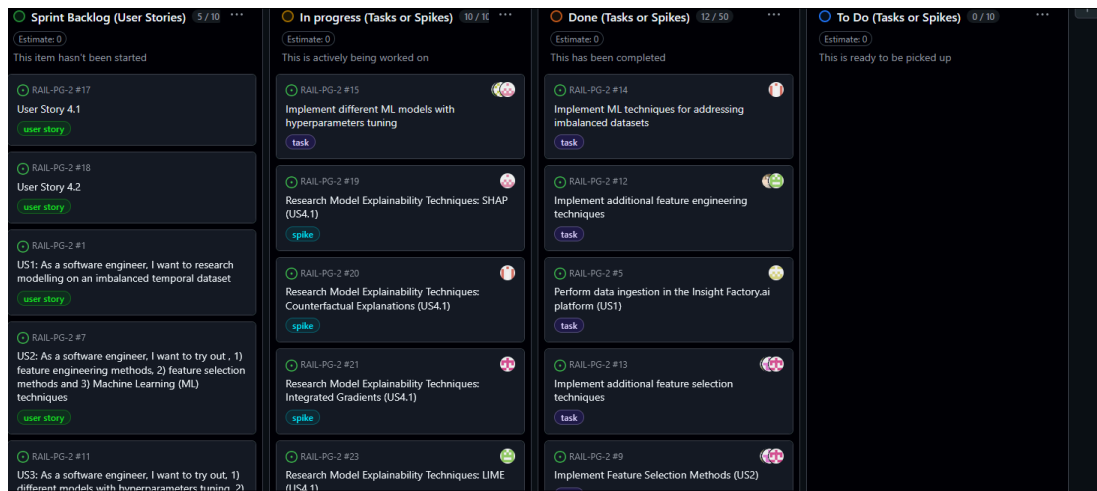 Sprint Backlog (User Stories) 5 / 10 ...
Estimate: 0
This item hasn't been started
RAIL-PG-2 #17
User Story 4.1
user story
RAIL-PG-2 #18
User Story 4.2
user story
RAIL-PG-2 #1
US1: As a software engineer, I want to research
modelling on an imbalanced temporal dataset
user story
RAIL-PG-2 #7
US2: As a software engineer, I want to try out , 1)
feature engineering methods, 2) feature selection
methods and 3) Machine Learning (ML)
techniques
user story
RAIL-PG-2 #11
US3: As a software engineer, I want to try out, 1)
different models with hyperparameters tuning, 2)
In progress (Tasks or Spikes) 10 / 10 ...
Estimate: 0
This is actively being worked on
RAIL-PG-2 #15
Implement different ML models with
hyperparameters tuning
task
RAIL-PG-2 #19
Research Model Explainability Techniques: SHAP
(US4.1)
spike
RAIL-PG-2 #20
Research Model Explainability Techniques:
Counterfactual Explanations (US4.1)
spike
RAIL-PG-2 #21
Research Model Explainability Techniques:
Integrated Gradients (US4.1)
spike
RAIL-PG-2 #23
Research Model Explainability Techniques: LIME
(US4.1)
Done (Tasks or Spikes) 12 / 50 ...
Estimate: 0
This has been completed
RAIL-PG-2 #14
Implement ML techniques for addressing
imbalanced datasets
task
RAIL-PG-2 #12
Implement additional feature engineering
techniques
task
RAIL-PG-2 #5
Perform data ingestion in the Insight Factory.ai
platform (US1)
task
RAIL-PG-2 #13
Implement additional feature selection
techniques
task
RAIL-PG-2 #9
Implement Feature Selection Methods (US2)
To Do (Tasks or Spikes) 0 / 10 ...
Estimate: 0
This is ready to be picked up